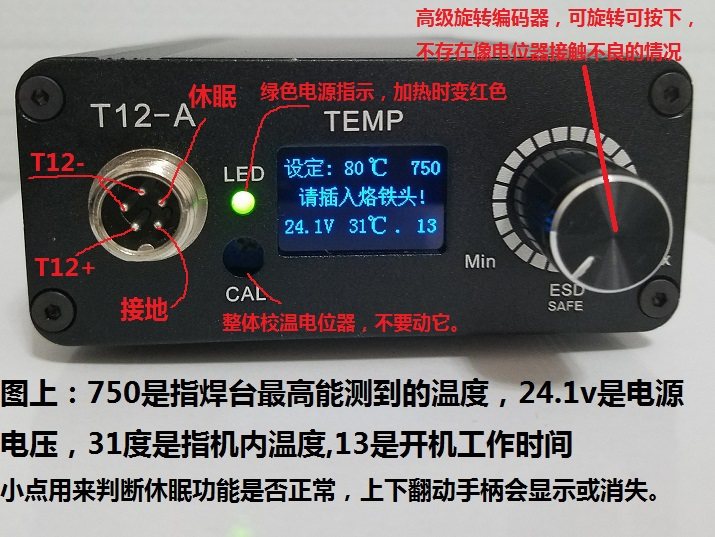 高级旋转编码器，可旋转可按下，
不存在像电位器接触不良的情况
休眠
绿色电源指示，加热时变红色
T12-A
TEMP
T12-
LED
设定: 80℃ 750
请插入烙铁头!
24.1V 31℃. 13
T12+
接地
CAL
Min
x
ESD
SAFE
整体校温电位器，不要动它。
图上：750是指焊台最高能测到的温度，24.1v是电源
电压，31度是指机内温度,13是开机工作时间
小点用来判断休眠功能是否正常，上下翻动手柄会显示或消失。